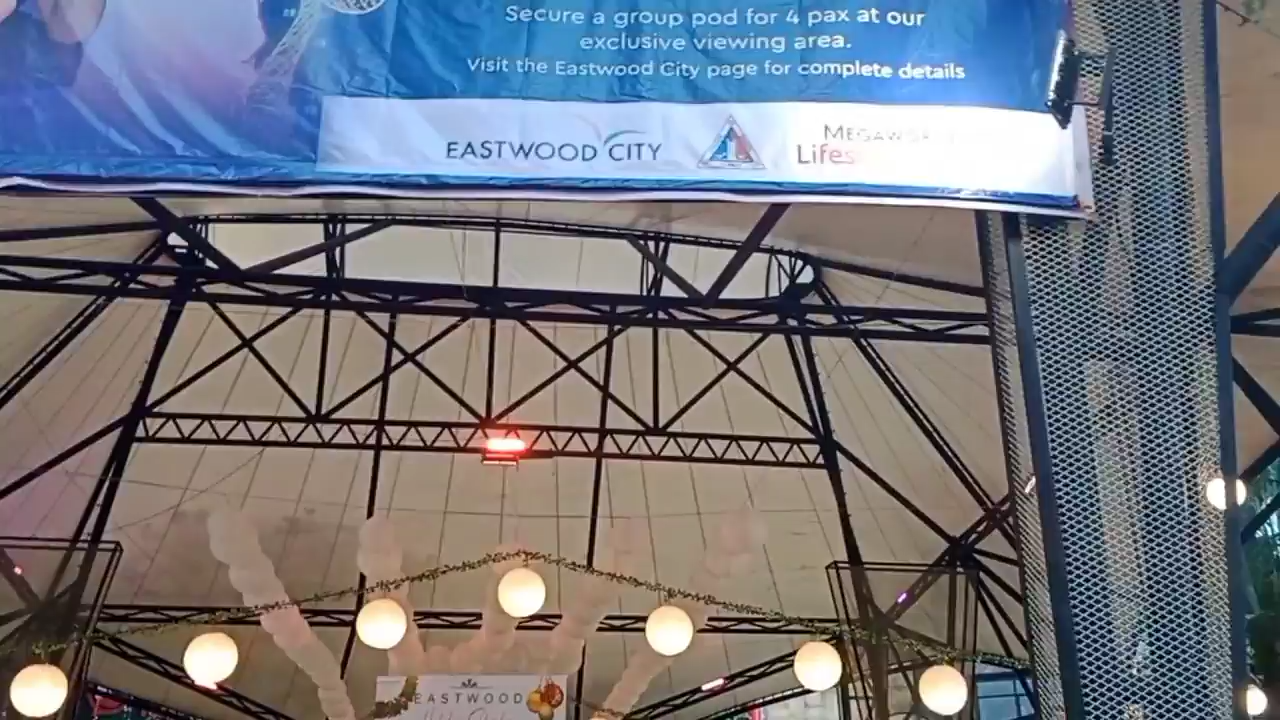 Secure a group pod for 4 pax at our
exclusive viewing area.
Visit the Eastwood City page for complete details
EASTWOOD CITY
EASTWOOD